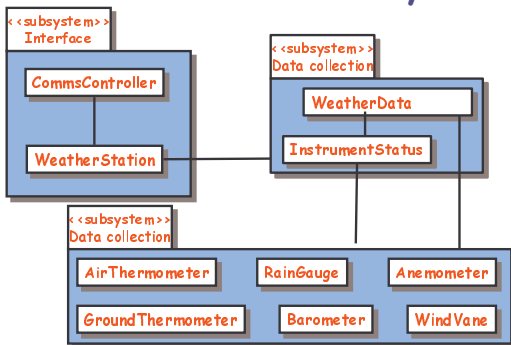 < <subsystem> >
Interface
CommsController
WeatherStation
< <subsystem> >
Data collection
WeatherData
InstrumentStatus
< <subsystem> >
Data collection
AirThermometer
RainGauge
Anemometer
GroundThermometer
Barometer
WindVane